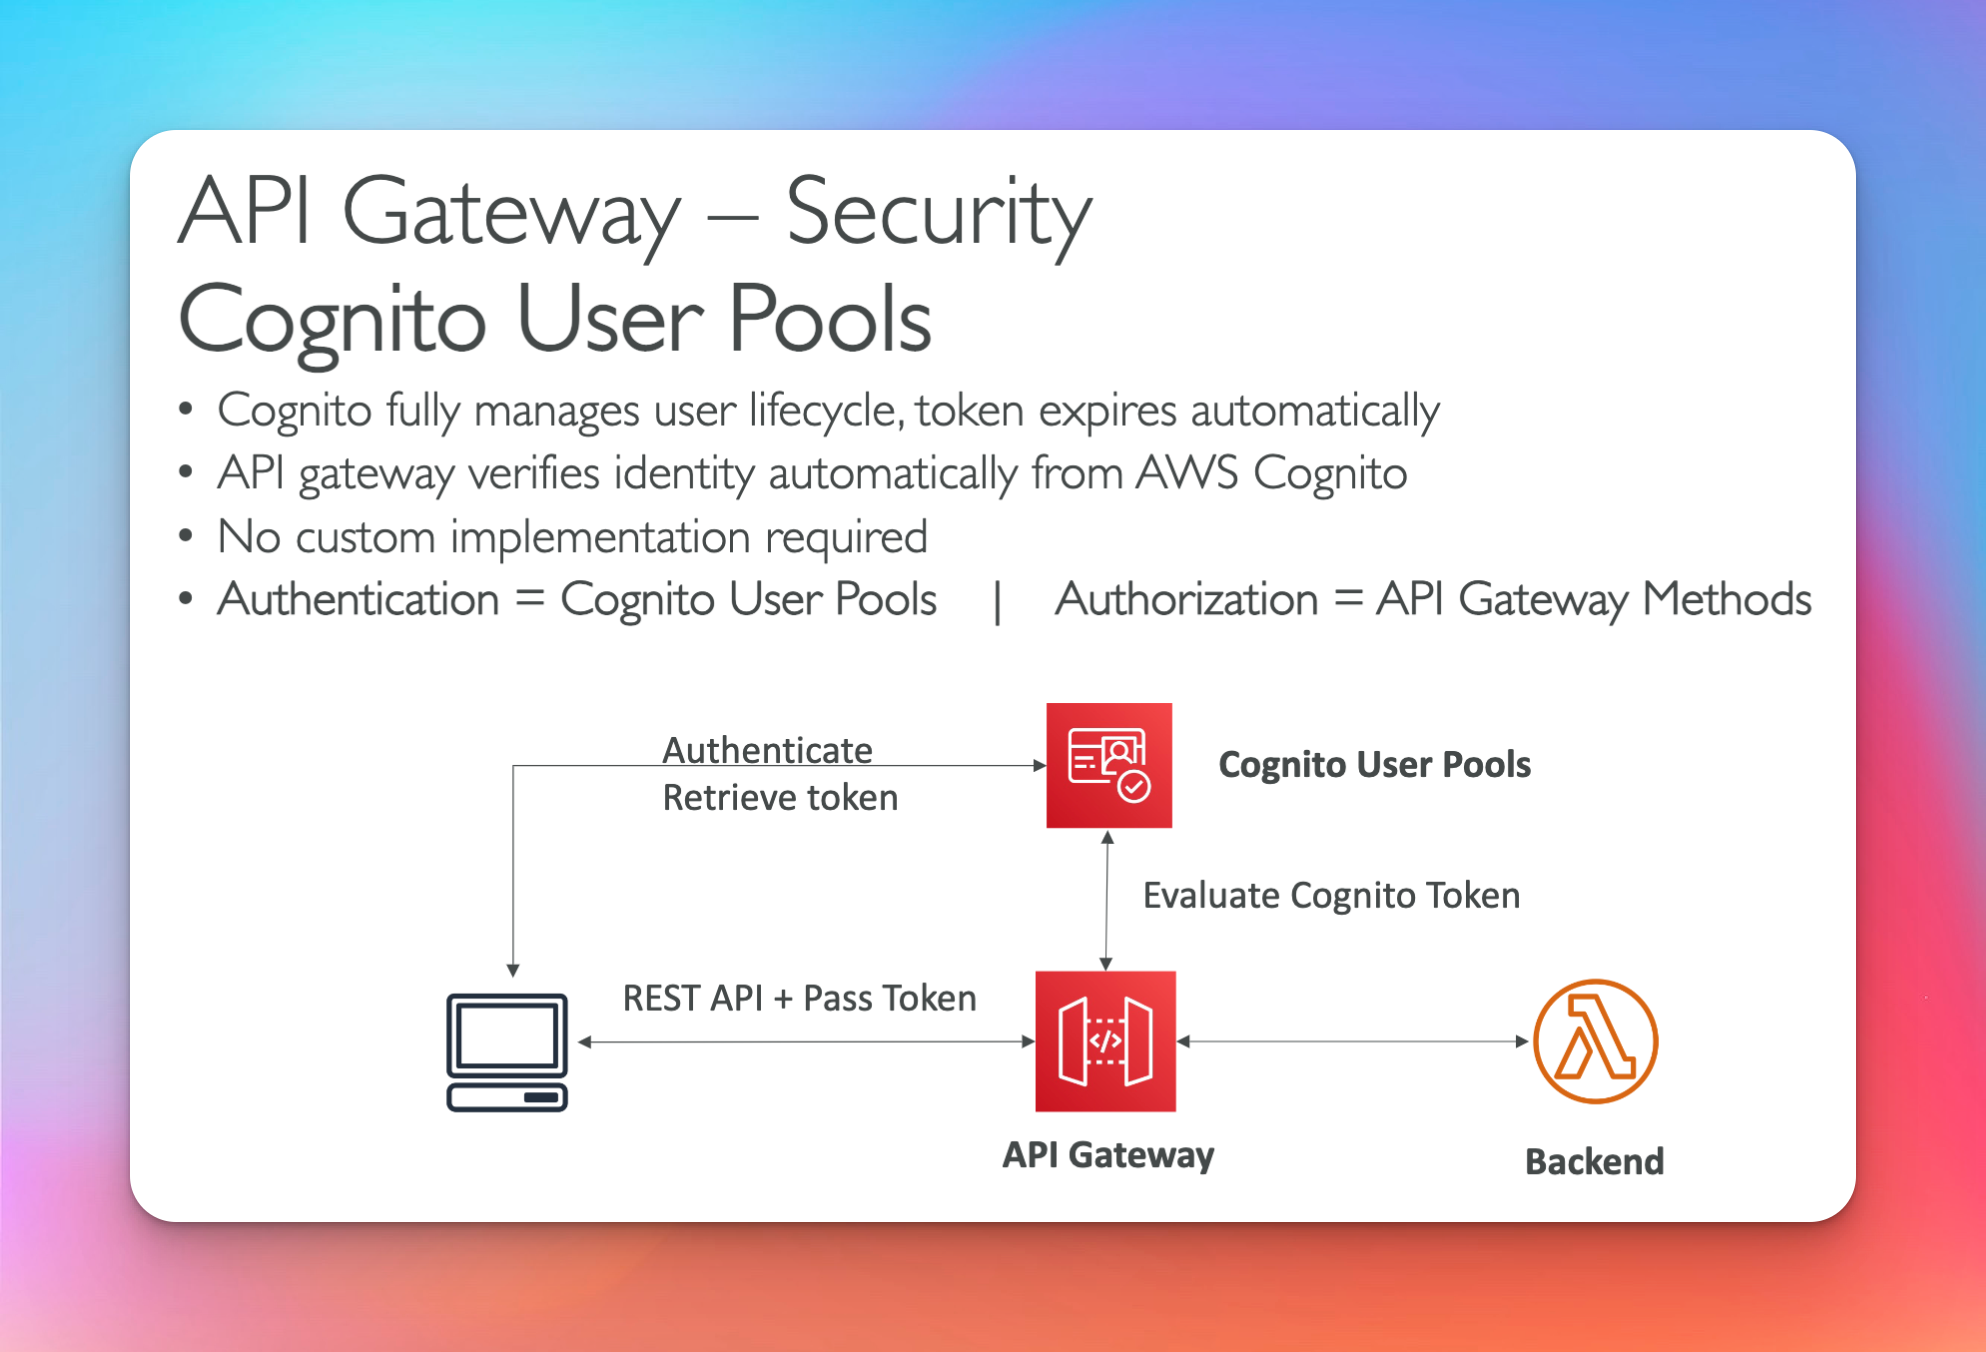 API Gateway – Security
Cognito User Pools
• Cognito fully manages user lifecycle, token expires automatically
• API gateway verifies identity automatically from AWS Cognito
• No custom implementation required
• Authentication = Cognito User Pools | Authorization = API Gateway Methods
Authenticate
Retrieve token
Cognito User Pools
Evaluate Cognito Token
REST API + Pass Token
</>
API Gateway
Backend